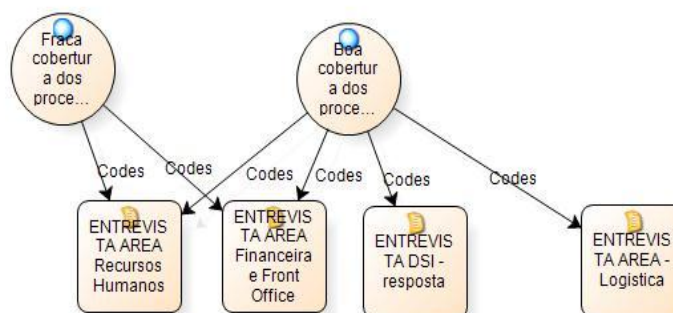 Fraca
cobertur
a dos
proce...
Boa
cobertur
a dos
proce...
Codes
Codes
Codes
Codes
Codes
Codes
ENTREVIS
TA AREA
Recursos
Humanos
ENTREVIS
TA AREA
Financeira
e Front
Office
ENTREVIS
TA DSI -
resposta
ENTREVIS
TA AREA -
Logistica